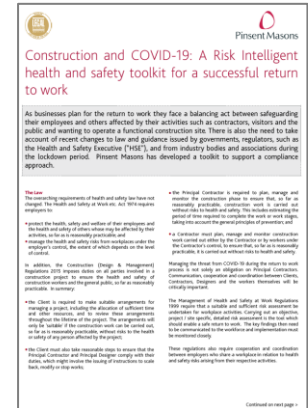 Pinsent Masons
Construction and COVID-19: A Risk Intelligent
health and safety toolkit for a successful return
to work
As businesses plan for the return to work they face a balancing act between safeguarding
their employees and others affected by their activities such as contractors, visitors and the
public and wanting to operate a functional construction site. There is also the need to take
account of recent changes to law and guidance issued by governments, regulators, such as
the Health and Safety Executive ("HSE"), and from industry bodies and associations during
the lockdown period. Pinsent Masons has developed a toolkit to support a compliance
approach.
The Law
The overarching requirements of health and safety law have not
changed. The Health and Safety at Work etc. Act 1974 requires
employers to:
• protect the health, safety and welfare of their employees and
the health and safety of others whose may be affected by their
activities, so far as is reasonably practicable; and
• manage the health and safety risks from workplaces under the
employer's control, the extent of which depends on the level
of control.
In addition, the Construction (Design & Management)
Regulations 2015 imposes duties on all parties involved in a
construction project to ensure the health and safety of
construction workers and the general public, so far as reasonably
practicable. In summary:
• the Client is required to make suitable arrangements for
managing a project, including the allocation of sufficient time
and other resources, and to review these arrangements
throughout the lifetime of the project. The arrangements will
only be 'suitable' if the construction work can be carried out,
so far as is reasonably practicable, without risks to the health
or safety of any person affected by the project;
• the Client must also take reasonable steps to ensure that the
Principal Contractor and Principal Designer comply with their
duties, which might involve the issuing of instructions to scale
back, modify or stop works;
• the Principal Contractor is required to plan, manage and
monitor the construction phase to ensure that, so far as
reasonably practicable, construction work is carried out
without risks to health and safety. This includes estimating the
period of time required to complete the work or work stages,
taking into account the general principles of prevention; and
• a Contractor must plan, manage and monitor construction
work carried out either by the Contractor or by workers under
the Contractor's control, to ensure that, so far as is reasonably
practicable, it is carried out without risks to health and safety.
Managing the threat from COVID-19 during the return to work
process is not solely an obligation on Principal Contractors.
Communication, cooperation and coordination between Clients,
Contractors, Designers and the workers themselves will be
critically important.
The Management of Health and Safety at Work Regulations
1999 require that a suitable and sufficient risk assessment be
undertaken for workplace activities. Carrying out an objective,
project / site specific, detailed risk assessment is the tool which
should enable a safe return to work. The key findings then need
to be communicated to the workforce and implementation must
be monitored closely.
These regulations also require cooperation and coordination
between employers who share a workplace in relation to health
and safety risks arising from their respective activities.
Continued on next page >